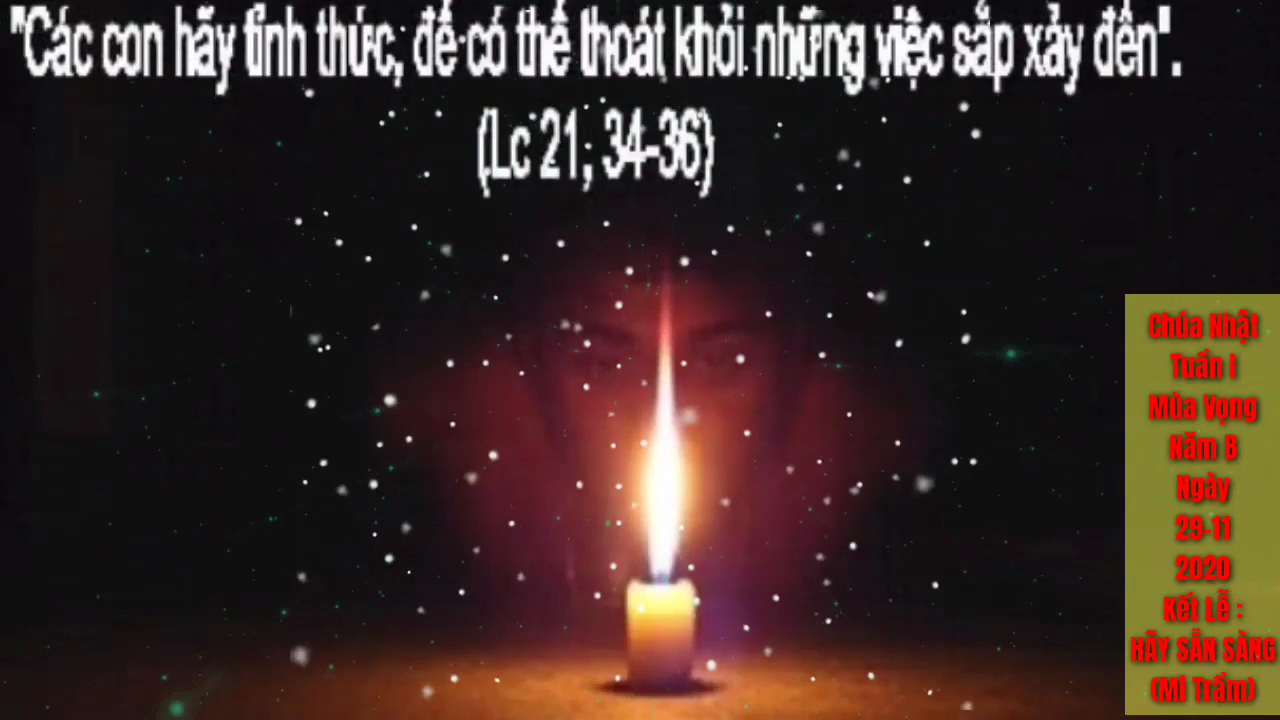 "Các con hãy tỉnh thức, để có thể thoát khỏi những việc sắp xảy đến".
(Lc 21; 34-36)
Chúa Nhật
Tuần I
Mùa Vọng
Năm B
Ngày
29-11
2020
Kết Lễ :
HÃY SẴN SÀNG
(Mi Trầm)